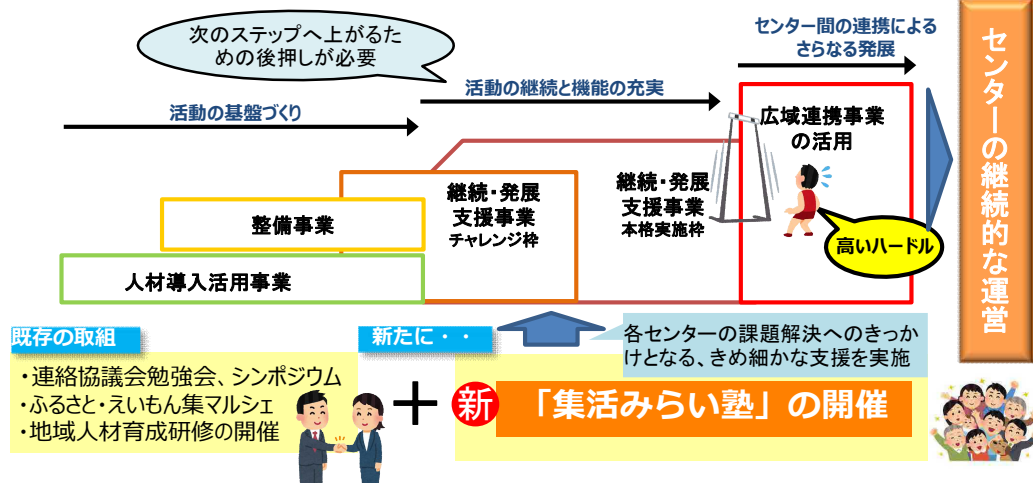 次のステップへ上がるた
めの後押しが必要
センター間の連携による
さらなる発展
活動の継続と機能の充実
活動の基盤づくり
広域連携事業
の活用
継続・発展
支援事業
チャレンジ枠
継続・発展
支援事業
本格実施枠
整備事業
高いハードル
人材導入活用事業
センターの継続的な運営
既存の取組
新たに・・
各センターの課題解決へのきっか
けとなる、きめ細かな支援を実施
・連絡協議会勉強会、シンポジウム
・ふるさと・えいもん集マルシェ
・地域人材育成研修の開催
+
新
「集活みらい塾」の開催